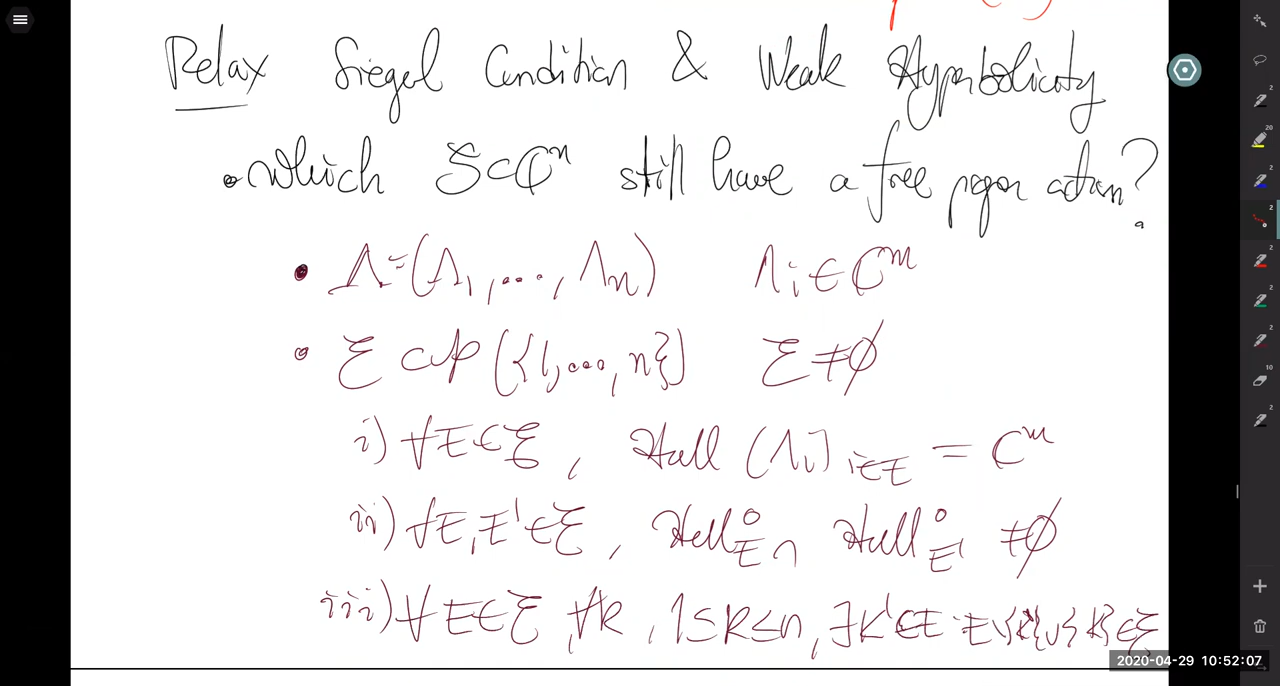 Relax Siegel Condition & Weak Hyperbolicity
• which S ⊂ ℂⁿ still have a free proper action?
• Λ = (Λ₁, ..., Λₙ) Λᵢ ∈ ℂᵐ
• ℰ ⊂ 𝒫({1, ..., n}) ℰ ≠ ∅
i) ∀E∈ℰ, Hull (Λᵢ)ᵢ∈E = ℂᵐ
ii) ∀E,E'∈ℰ, Hull°E ∩ Hull°E' ≠ ∅
iii) ∀E∈ℰ, ∀k, 1≤k≤n, ∃k'∈E : E\{k'}∪{k}∈ℰ
2020-04-29 10:52:07